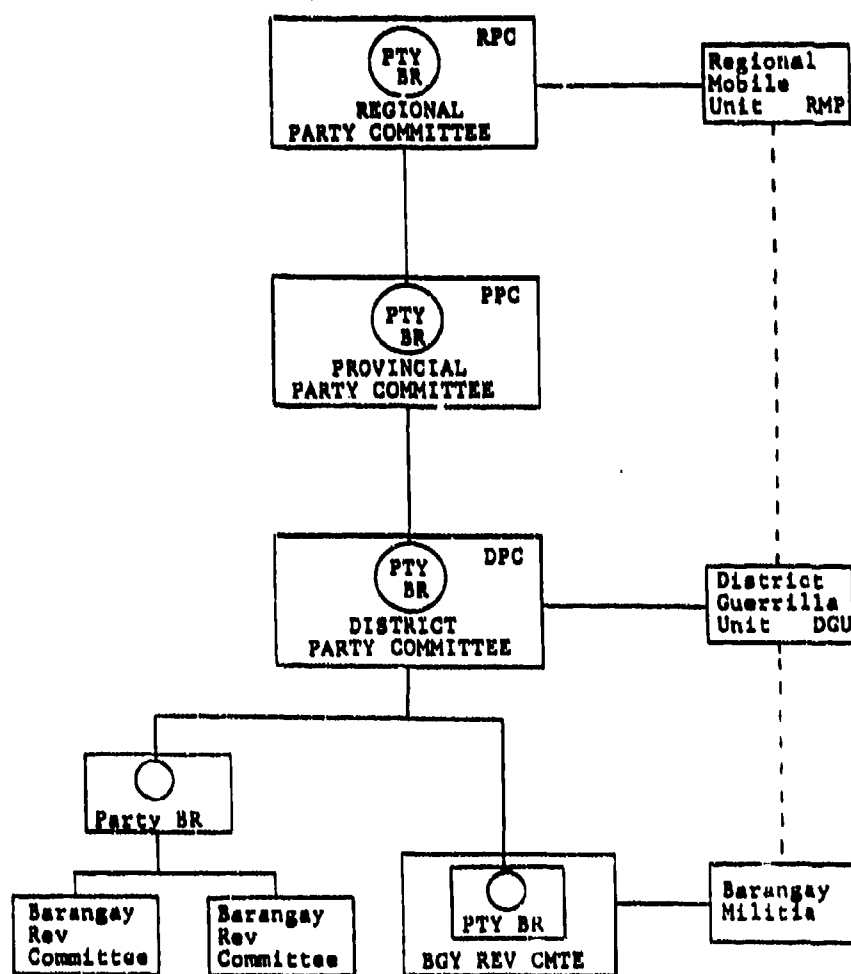 RPC
PTY
BR
REGIONAL
PARTY COMMITTEE
Regional
Mobile
Unit RMP
PPC
PTY
BR
PROVINCIAL
PARTY COMMITTEE
DPC
PTY
BR
DISTRICT
PARTY COMMITTEE
District
Guerrilla
Unit DGU
Party BR
Barangay
Rev
Committee
Barangay
Rev
Committee
PTY BR
BGY REV CMTE
Barangay
Militia